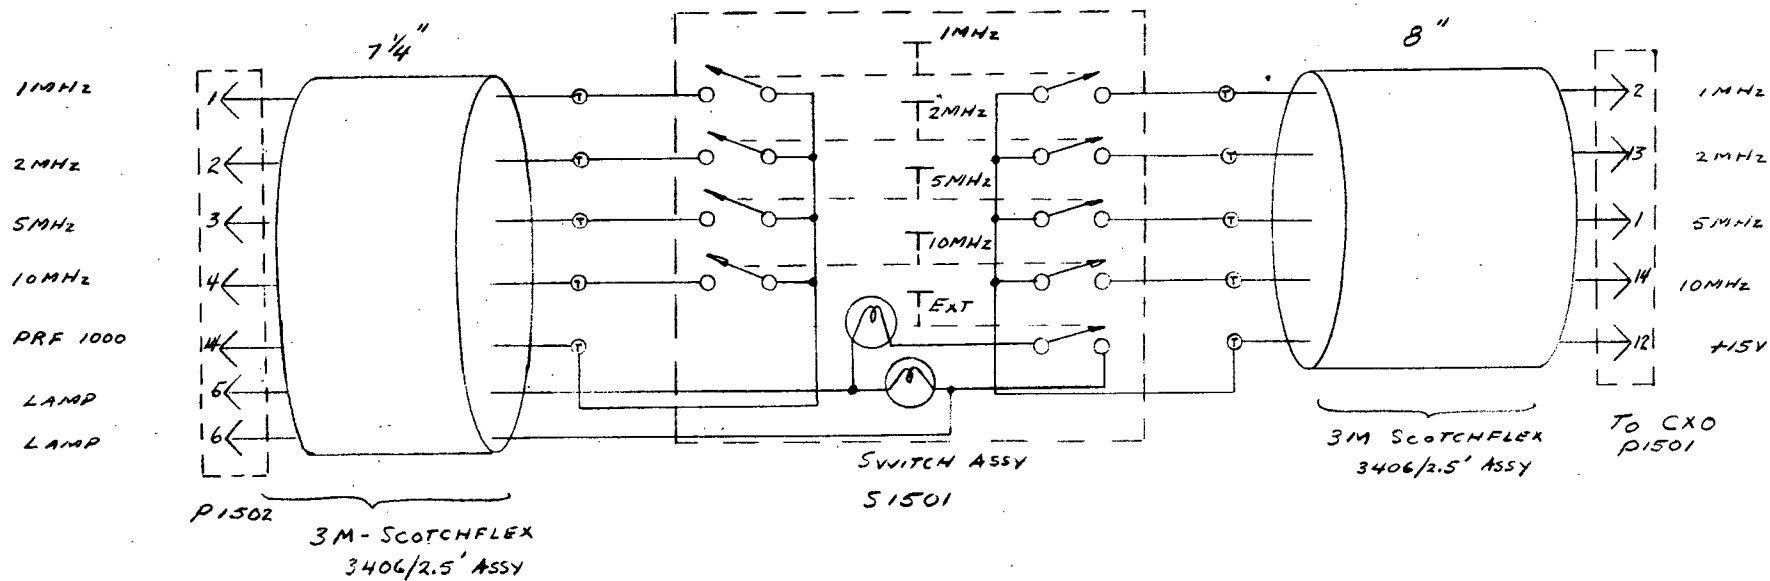 7 1/4"
8"
1MHz
1MHz
1
T
T
2
1MHz
2MHz
2MHz
2
T
T
13
2MHz
5MHz
5MHz
3
T
T
1
5MHz
10MHz
10MHz
4
T
T
14
10MHz
EXT
PRF 1000
14
T
T
12
+15V
LAMP
5
LAMP
6
P1502
3M-SCOTCHFLEX
3406/2.5' ASSY
SWITCH ASSY
S1501
3M SCOTCHFLEX
3406/2.5' ASSY
TO CXO
P1501